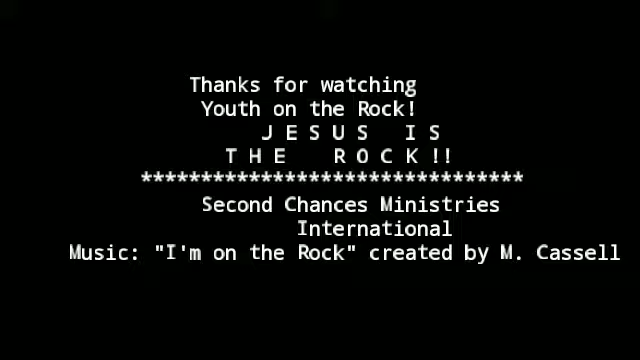 Thanks for watching
Youth on the Rock!
J E S U S   I S
T H E   R O C K !!
********************************
Second Chances Ministries
International
Music: "I'm on the Rock" created by M. Cassell